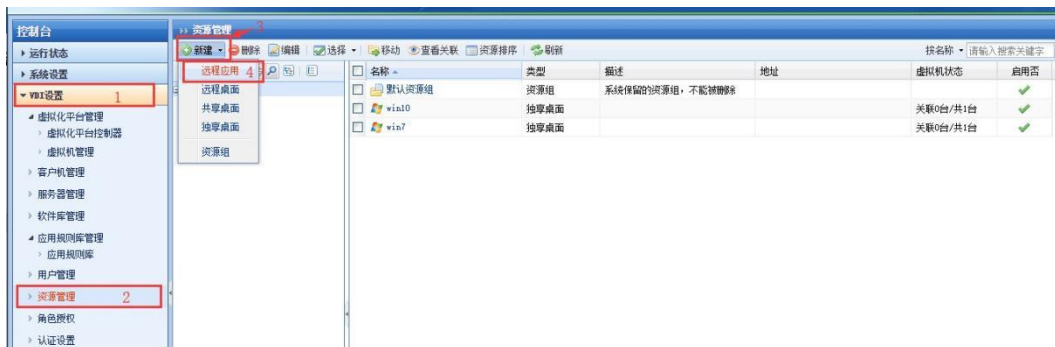 控制台
运行状态
系统设置
VDI设置 1
虚拟化平台管理
虚拟化平台控制器
虚拟机管理
客户机管理
服务器管理
软件库管理
应用规则库管理
应用规则库
用户管理
资源管理 2
角色授权
认证设置
资源管理 3
新建 删除 编辑 选择 移动 查看关联 资源排序 刷新 按名称 请输入搜索关键字
远程应用 4
远程桌面
共享桌面
独享桌面
资源组
名称 类型 描述 地址 虚拟机状态 启用否
默认资源组 资源组 系统保留的资源组，不能被删除
win10 独享桌面 关联0台/共1台
win7 独享桌面 关联0台/共1台